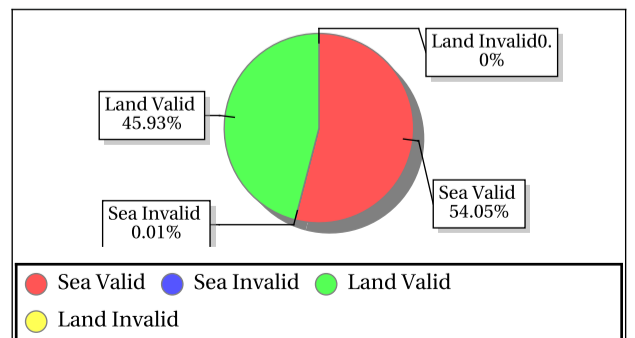 Land Invalid0.
0%
Land Valid
45.93%
Sea Valid
54.05%
Sea Invalid
0.01%
Sea Valid
Sea Invalid
Land Valid
Land Invalid